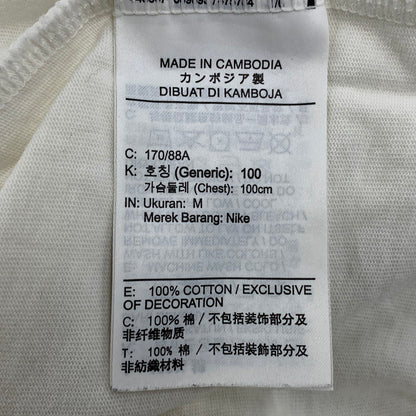 MADE IN CAMBODIA
カンボジア製
DIBUAT DI KAMBOJA
C: 170/88A
K: 호칭 (Generic): 100
가슴둘레 (Chest): 100cm
IN: Ukuran: M
Merek Barang: Nike
E: 100% COTTON / EXCLUSIVE
OF DECORATION
C: 100% 棉 / 不包括装饰部分及
非纤维物质
T: 100% 棉 / 不包括裝飾部分及
非紡織材料